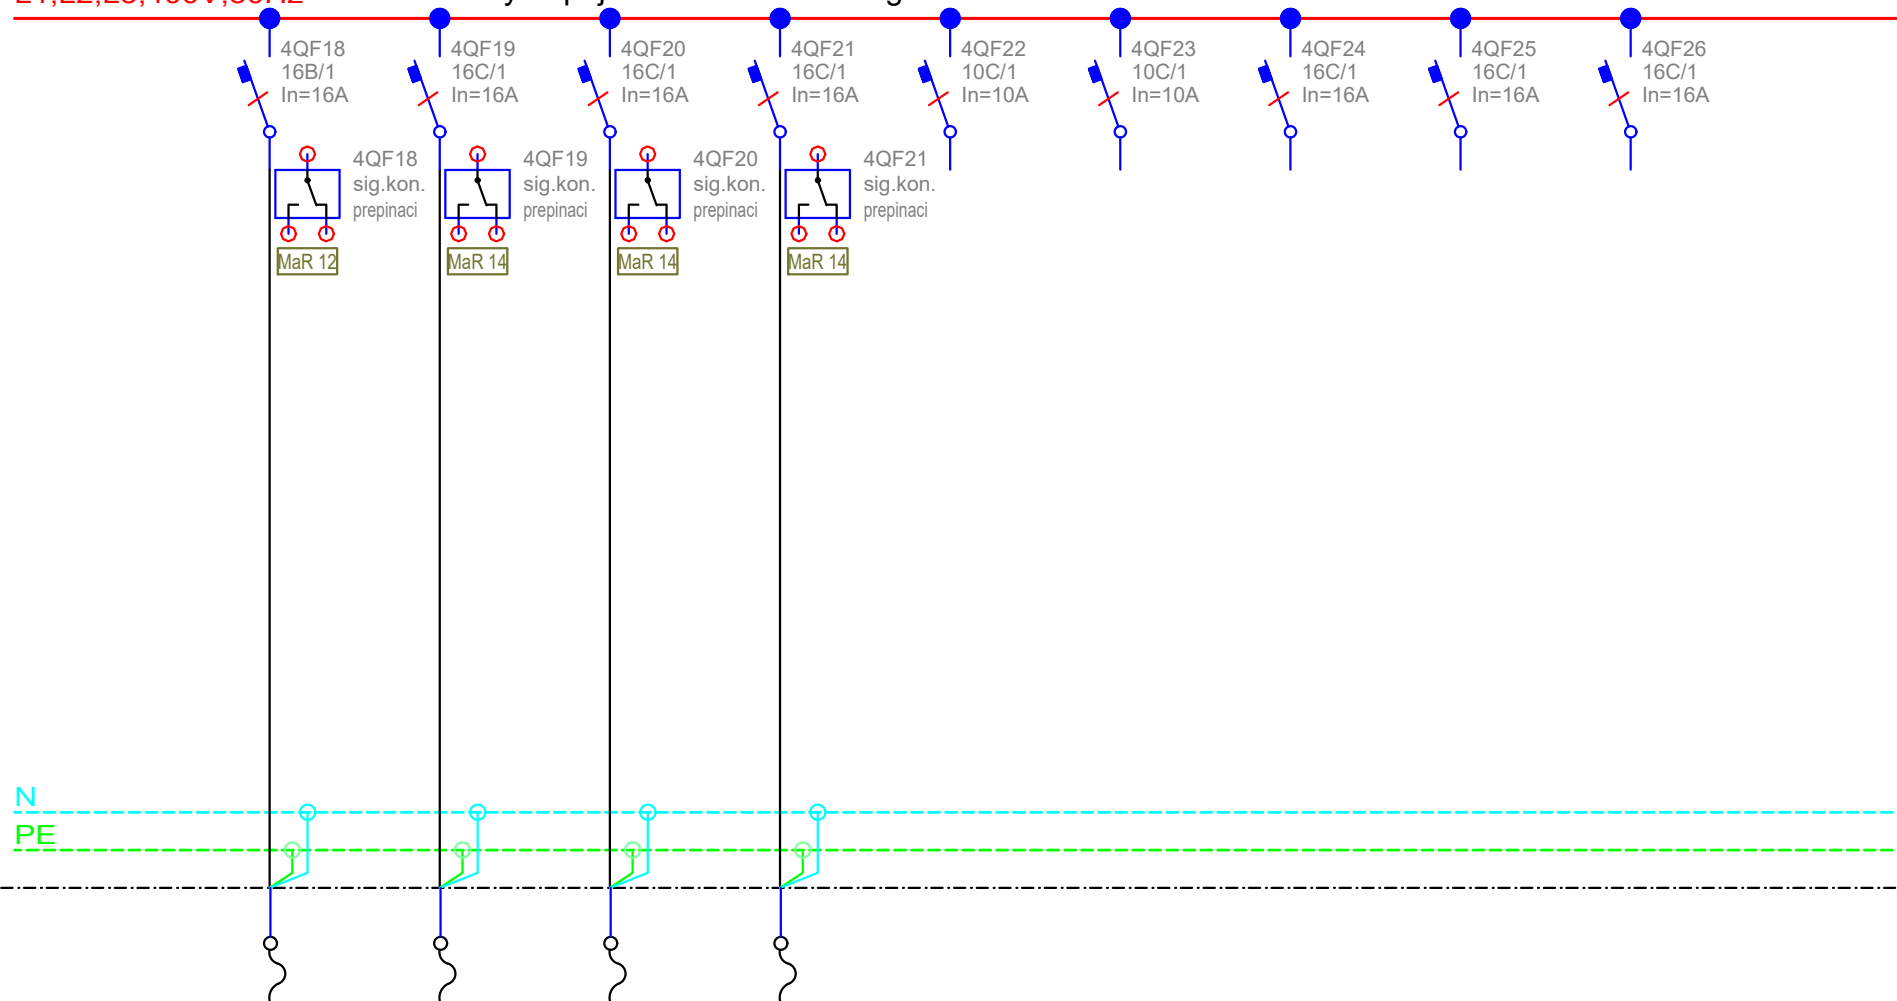 4QF18
16B/1
In=16A
4QF19
16C/1
In=16A
4QF20
16C/1
In=16A
4QF21
16C/1
In=16A
4QF22
10C/1
In=10A
4QF23
10C/1
In=10A
4QF24
16C/1
In=16A
4QF25
16C/1
In=16A
4QF26
16C/1
In=16A
4QF18
sig.kon.
prepinaci
MaR 12
4QF19
sig.kon.
prepinaci
MaR 14
4QF20
sig.kon.
prepinaci
MaR 14
4QF21
sig.kon.
prepinaci
MaR 14
N
PE